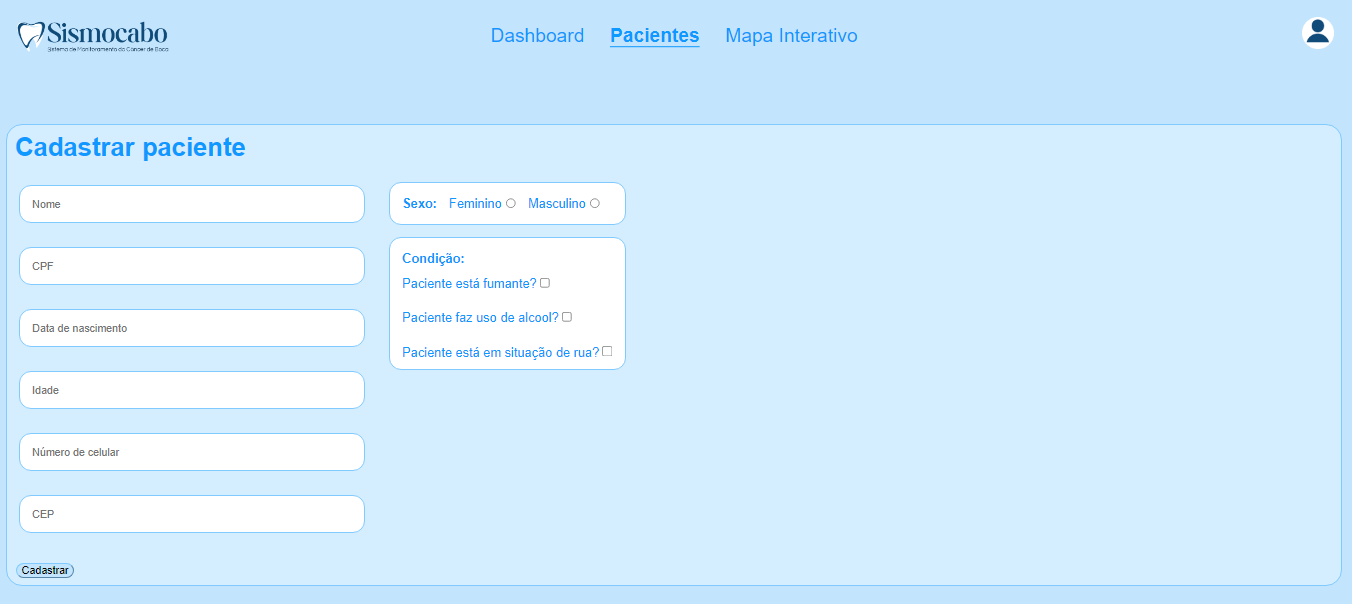 Sismocabo
Sistema de Monitoramento do Câncer de Boca
Dashboard Pacientes Mapa Interativo
Cadastrar paciente
Nome
CPF
Data de nascimento
Idade
Número de celular
CEP
Cadastrar
Sexo: Feminino Masculino
Condição:
Paciente está fumante?
Paciente faz uso de alcool?
Paciente está em situação de rua?